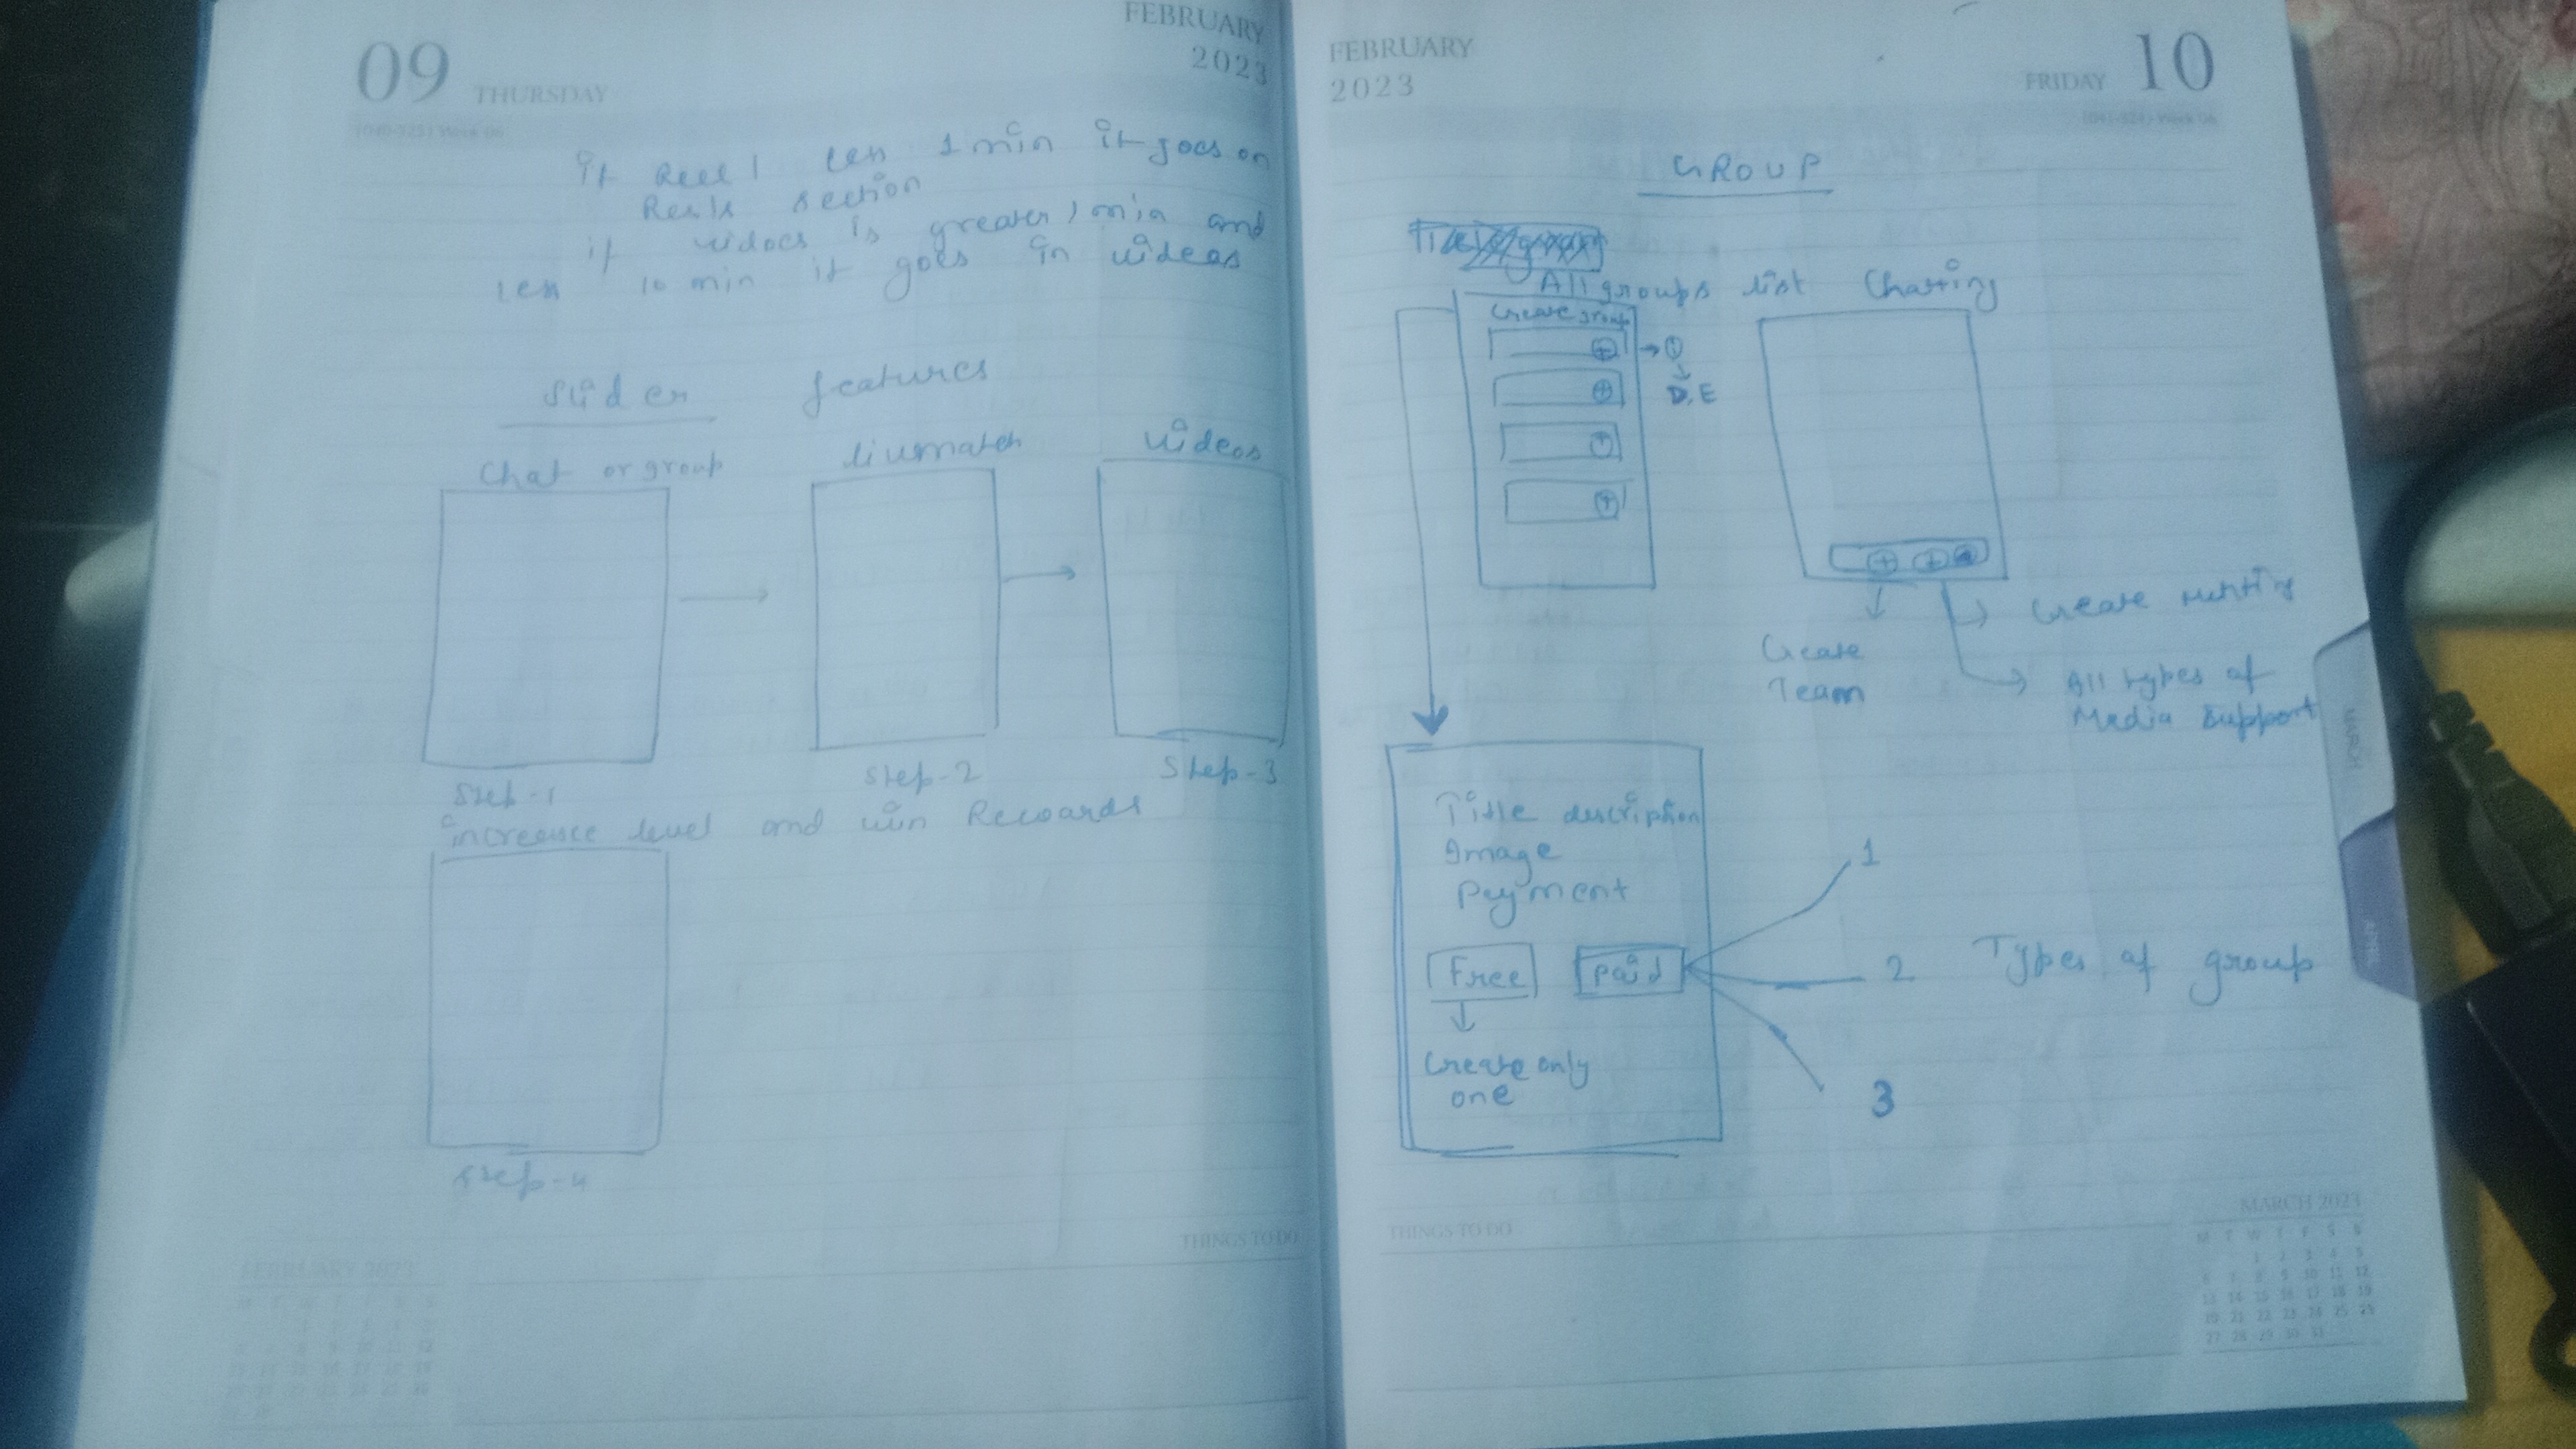 09 THURSDAY
FEBRUARY
2023
if Reel less 1 min it goes on
Reels section
if videos is greater 1 min and
less 10 min it goes in videos
Slider features
Chat or group
livematch
videos
Step-1
Step-2
Step-3
increase level and win Rewards
Step-4
THINGS TO DO
FEBRUARY 2023
FEBRUARY
2023
FRIDAY 10
GROUP
All groups list Chatting
Create group
D, E
Create
Team
All types of
Media Support
Title description
Image
Payment
Free paid
Create only
one
1
2 Types of group
3
THINGS TO DO
MARCH 2023
M T W T F S S
1 2 3 4 5
6 7 8 9 10 11 12
13 14 15 16 17 18 19
20 21 22 23 24 25 26
27 28 29 30 31
MARCH